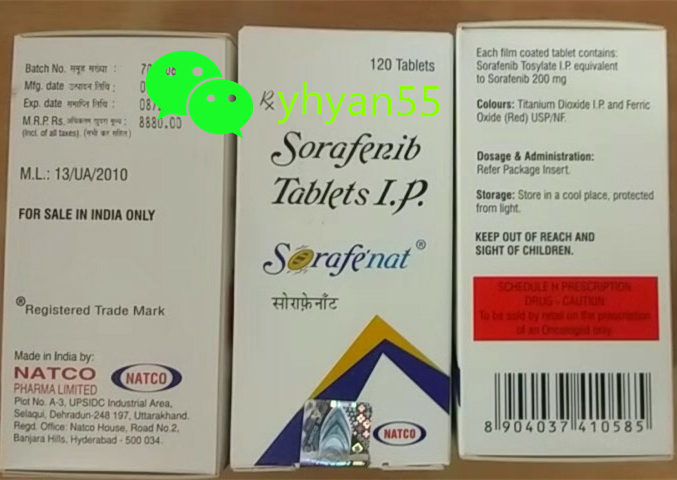 Batch No. समूह संख्या :
Mfg. date उत्पादन तिथि :
Exp. date समाप्ति तिथि :
M.R.P Rs. अधिकतम खुदरा मूल्य : 8880.00
(Incl. of all taxes). (सभी कर सहित)
M.L.: 13/UA/2010
FOR SALE IN INDIA ONLY
®Registered Trade Mark
Made in India by:
NATCO
PHARMA LIMITED
NATCO
Plot No. A-3, UPSIDC Industrial Area,
Selaqui, Dehradun-248 197, Uttarakhand.
Regd. Office: Natco House, Road No.2,
Banjara Hills, Hyderabad - 500 034.
120 Tablets
Rx
yhyan55
Sorafenib
Tablets I.P.
Sorafenat®
सोराफ़ेनॅट
NATCO
Each film coated tablet contains:
Sorafenib Tosylate I.P. equivalent
to Sorafenib 200 mg
Colours: Titanium Dioxide I.P. and Ferric
Oxide (Red) USP/NF.
Dosage & Administration:
Refer Package Insert.
Storage: Store in a cool place, protected
from light.
KEEP OUT OF REACH AND
SIGHT OF CHILDREN.
SCHEDULE H PRESCRIPTION
DRUG - CAUTION
To be sold by retail on the prescription
of an Oncologist only.
8 904037 410585